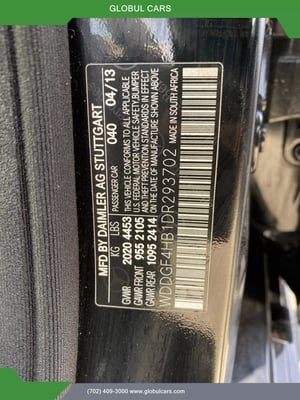 GLOBUL CARS
MFD BY DAIMLER AG STUTTGART
PASSENGER CAR 040 04/13
KG LBS
GVWR 2020 4453
GAWR FRONT 955 2105
GAWR REAR 1095 2414
THIS VEHICLE CONFORMS TO ALL APPLICABLE
U.S. FEDERAL MOTOR VEHICLE SAFETY, BUMPER
AND THEFT PREVENTION STANDARDS IN EFFECT
ON THE DATE OF MANUFACTURE SHOWN ABOVE
WDDGF4HB1DR293702
MADE IN SOUTH AFRICA
(702) 409-3000 www.globulcars.com